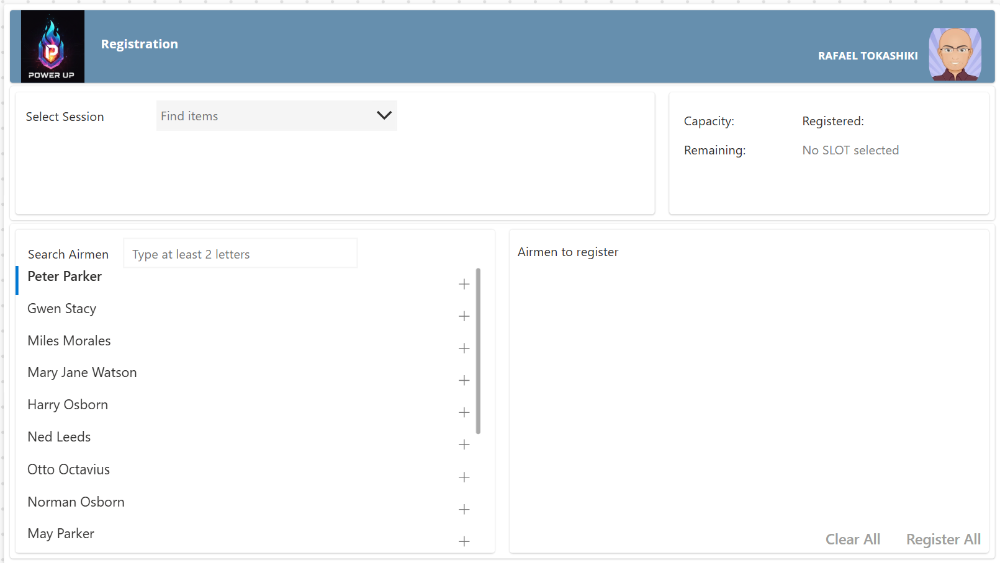 P
POWER UP
Registration
RAFAEL TOKASHIKI
Select Session
Find items
Capacity:
Registered:
Remaining:
No SLOT selected
Search Airmen
Type at least 2 letters
Peter Parker
Gwen Stacy
Miles Morales
Mary Jane Watson
Harry Osborn
Ned Leeds
Otto Octavius
Norman Osborn
May Parker
Airmen to register
Clear All
Register All